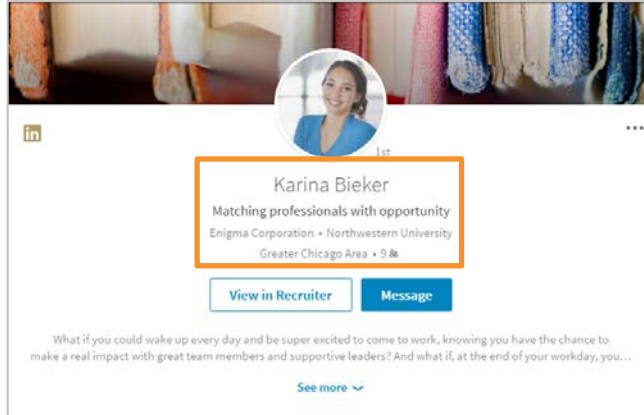 in
1st
Karina Bieker
Matching professionals with opportunity
Enigma Corporation • Northwestern University
Greater Chicago Area • 9
View in Recruiter
Message
What if you could wake up every day and be super excited to come to work, knowing you have the chance to
make a real impact with great team members and supportive leaders? And what if, at the end of your workday, you…
See more